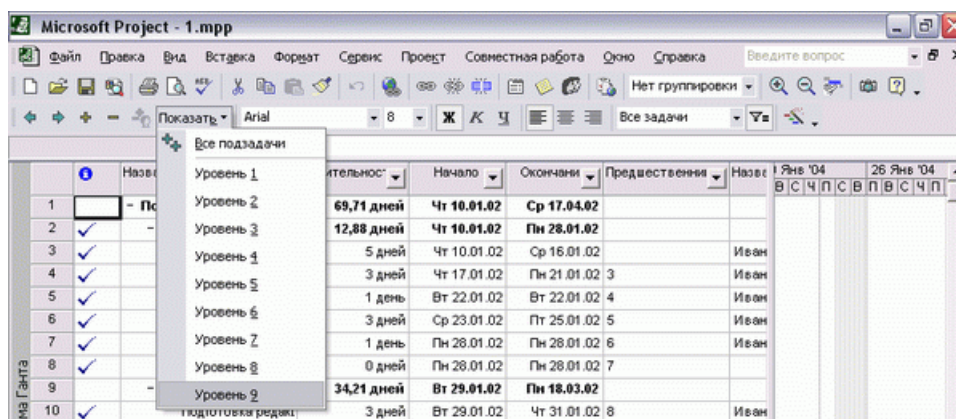 Microsoft Project - 1.mpp
Файл Правка Вид Вставка Формат Сервис Проект Совместная работа Окно Справка Введите вопрос
Нет группировки
Показать Arial 8 Ж К Ч Все задачи
Все подзадачи
Уровень 1
Уровень 2
Уровень 3
Уровень 4
Уровень 5
Уровень 6
Уровень 7
Уровень 8
Уровень 9
Начало Окончани Предшественни Назва Янв '04 26 Янв '04
В С Ч П С В П В С Ч П
1 - По 69,71 дней Чт 10.01.02 Ср 17.04.02
2 - 12,88 дней Чт 10.01.02 Пн 28.01.02
3 5 дней Чт 10.01.02 Ср 16.01.02 Иван
4 3 дней Чт 17.01.02 Пн 21.01.02 3 Иван
5 1 день Вт 22.01.02 Вт 22.01.02 4 Иван
6 3 дней Ср 23.01.02 Пт 25.01.02 5 Иван
7 1 день Пн 28.01.02 Пн 28.01.02 6 Иван
8 0 дней Пн 28.01.02 Пн 28.01.02 7
9 - 34,21 дней Вт 29.01.02 Пн 18.03.02
10 Подготовка редакт 3 дней Вт 29.01.02 Чт 31.01.02 8 Иван
ма Ганта